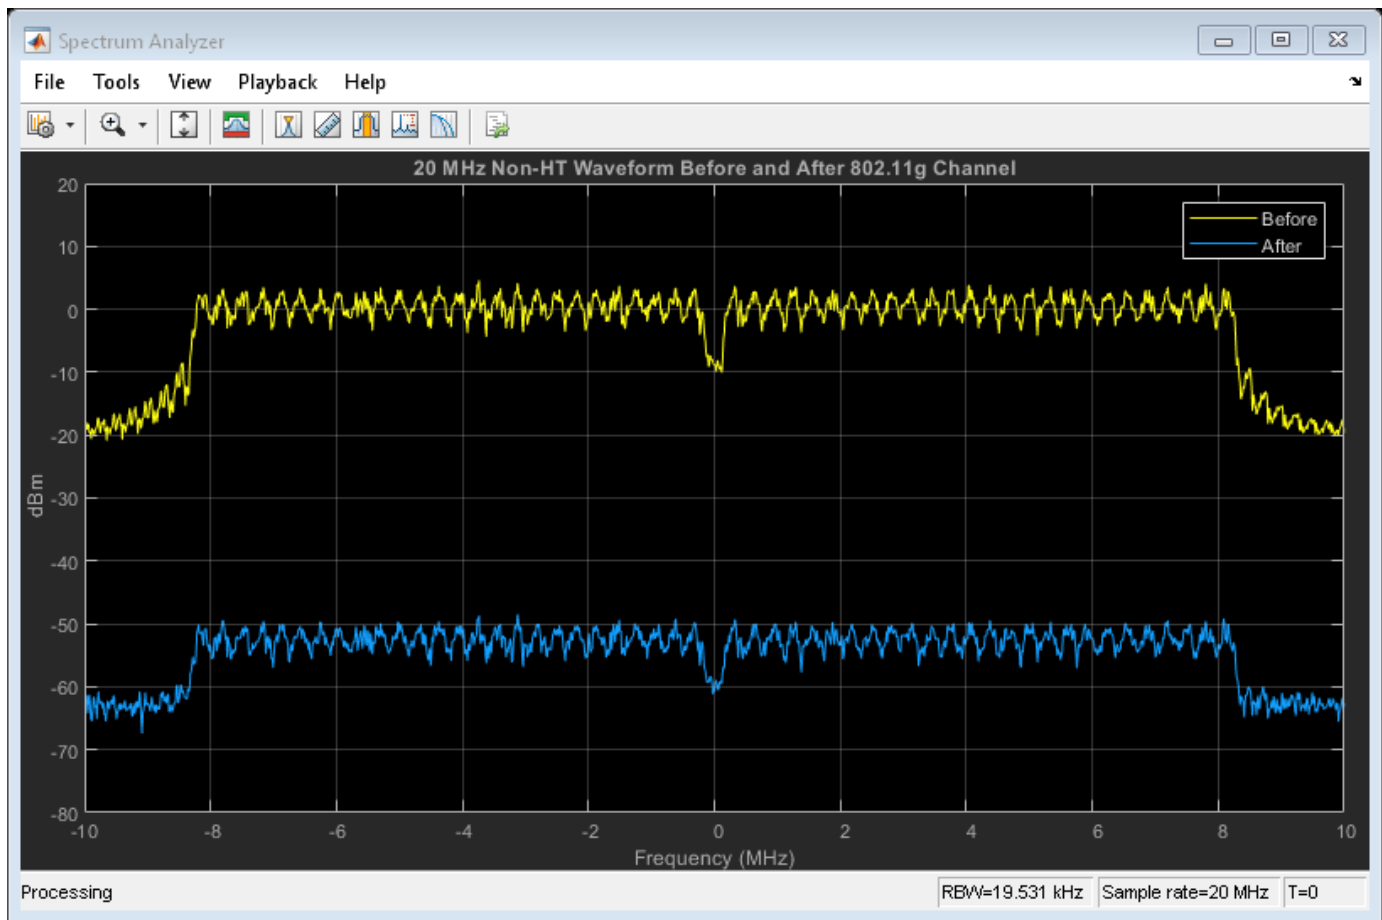 Spectrum Analyzer
File Tools View Playback Help
20 MHz Non-HT Waveform Before and After 802.11g Channel
20
10
0
-10
-20
-30
-40
-50
-60
-70
-80
dBm
Before
After
-10 -8 -6 -4 -2 0 2 4 6 8 10
Frequency (MHz)
Processing RBW=19.531 kHz Sample rate=20 MHz T=0